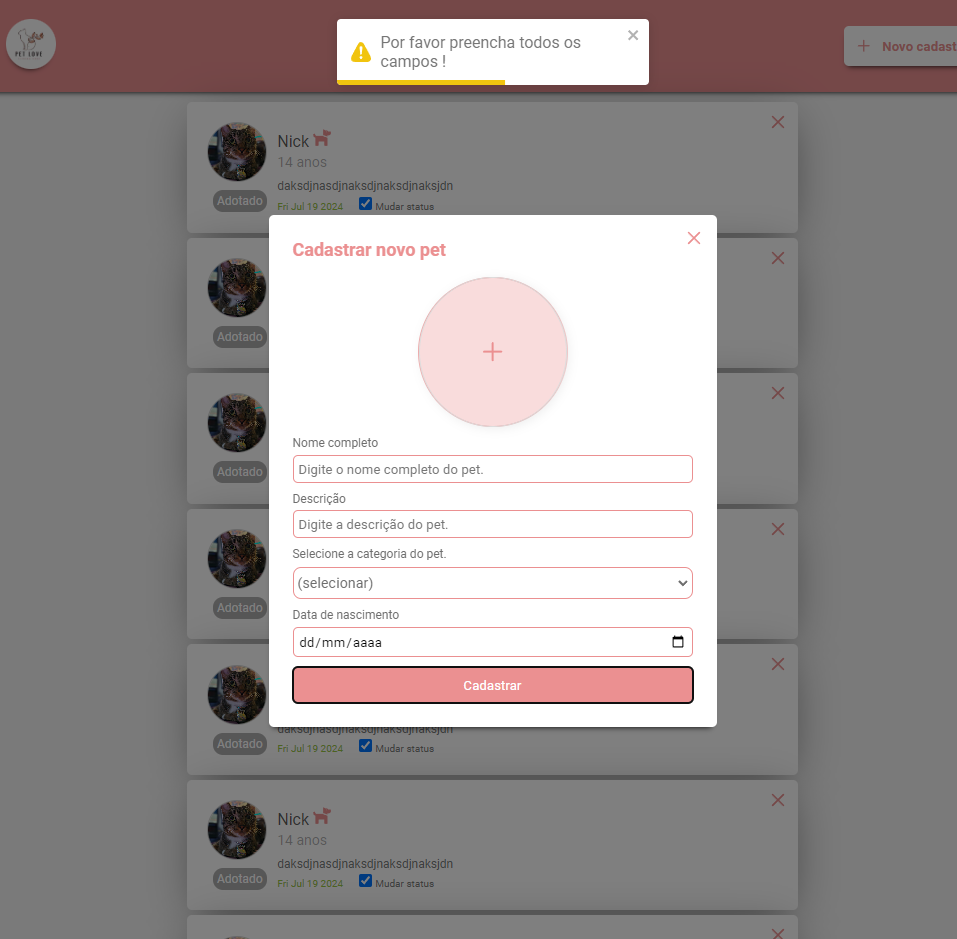 PET LOVE
Por favor preencha todos os
campos !
Novo cadast
Nick
14 anos
daksdjnasdjnaksdjnaksdjnaksjdn
Adotado
Fri Jul 19 2024
Mudar status
Adotado
Adotado
Adotado
Cadastrar novo pet
Nome completo
Digite o nome completo do pet.
Descrição
Digite a descrição do pet.
Selecione a categoria do pet.
(selecionar)
Data de nascimento
dd/mm/aaaa
Cadastrar
daksdjnasdjnaksdjnaksdjnaksjdn
Adotado
Fri Jul 19 2024
Mudar status
Nick
14 anos
daksdjnasdjnaksdjnaksdjnaksjdn
Adotado
Fri Jul 19 2024
Mudar status